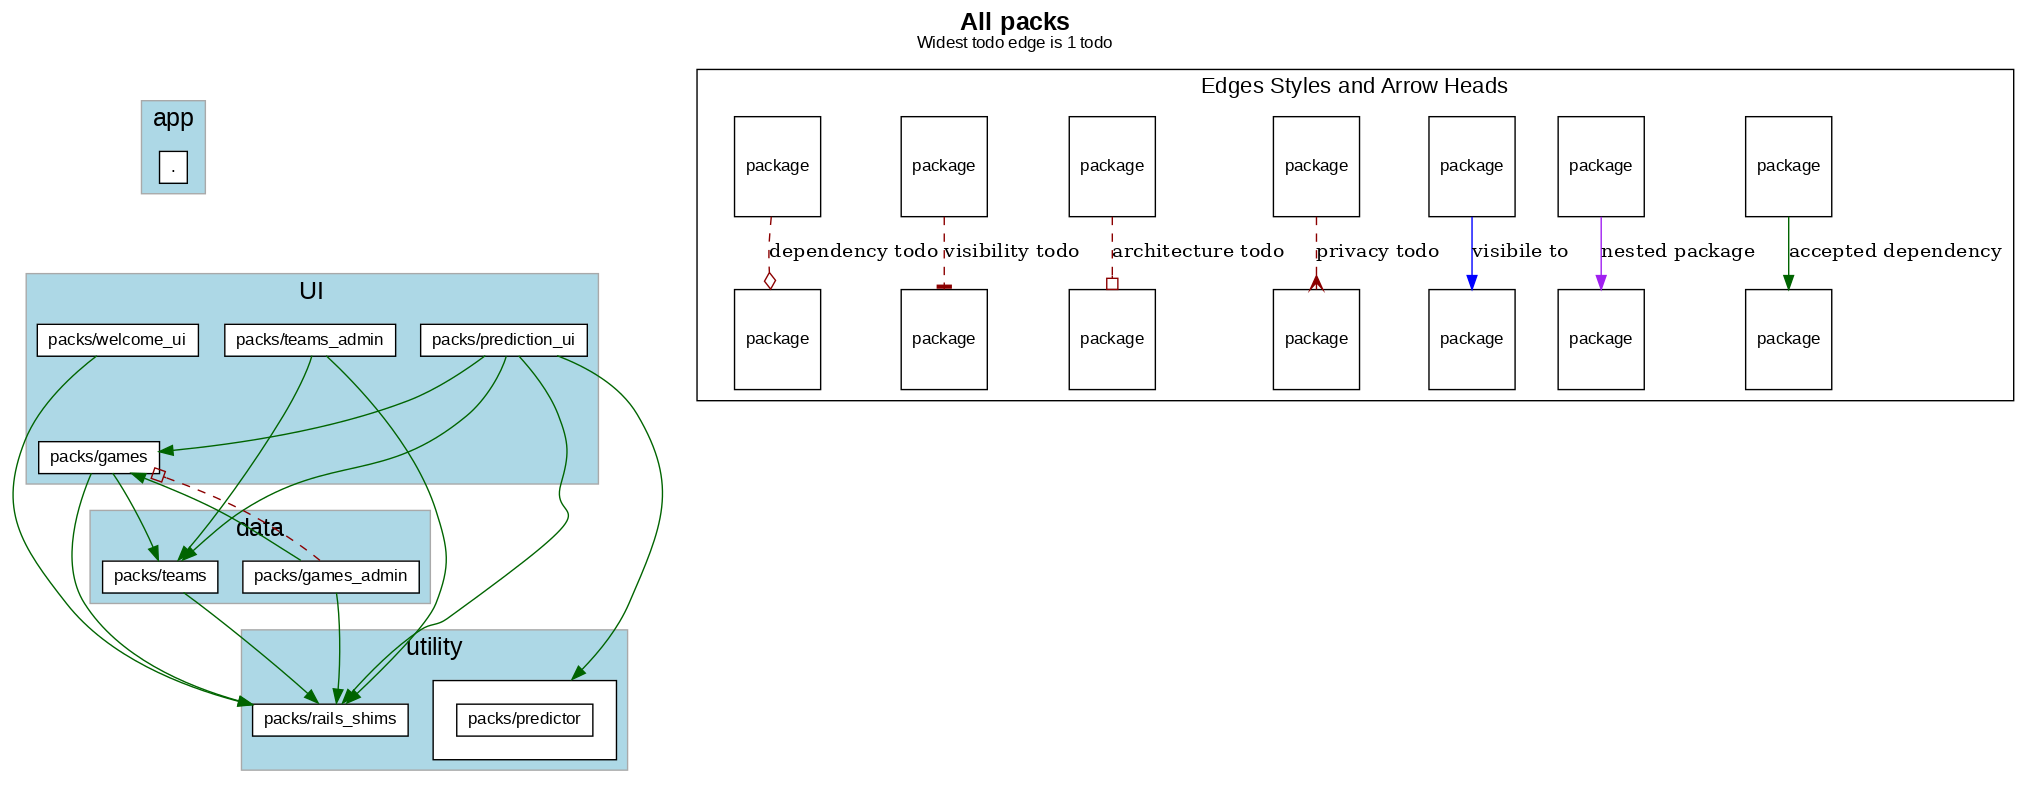 All packs
Widest todo edge is 1 todo
Edges Styles and Arrow Heads
package package package package package package package
dependency todo visibility todo architecture todo privacy todo visibile to nested package accepted dependency
package package package package package package package
app
.
UI
packs/welcome_ui packs/teams_admin packs/prediction_ui
packs/games
data
packs/teams packs/games_admin
utility
packs/rails_shims packs/predictor